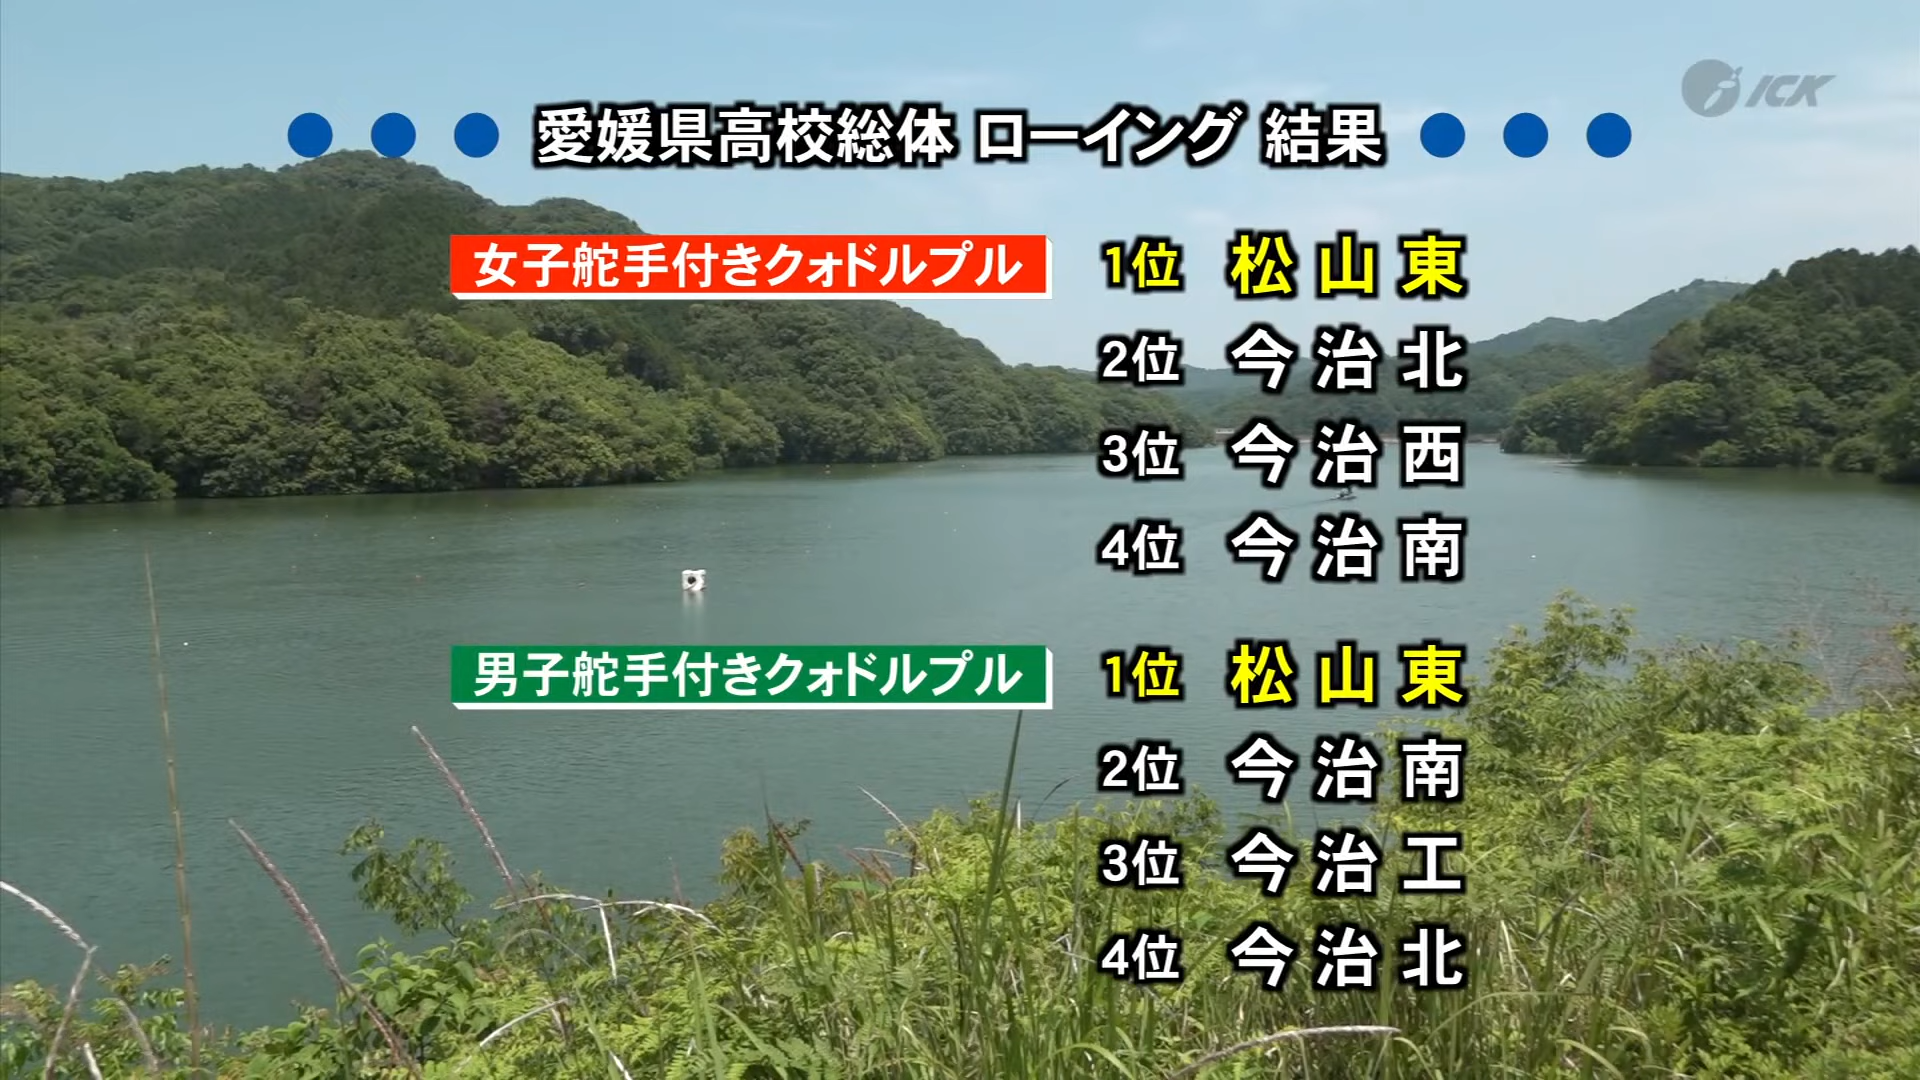 愛媛県高校総体 ローイング 結果
ICK
女子舵手付きクォドルプル 1位 松山東
2位 今治北
3位 今治西
4位 今治南
男子舵手付きクォドルプル 1位 松山東
2位 今治南
3位 今治工
4位 今治北